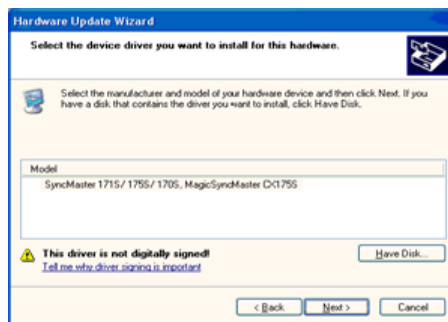 Hardware Update Wizard
Select the device driver you want to install for this hardware.
Select the manufacturer and model of your hardware device and then click Next. If you
have a disk that contains the driver you want to install, click Have Disk.
Model
SyncMaster 171S/ 175S/ 170S, MagicSyncMaster CX175S
This driver is not digitally signed!
Have Disk...
Tell me why driver signing is important
< Back
Next >
Cancel